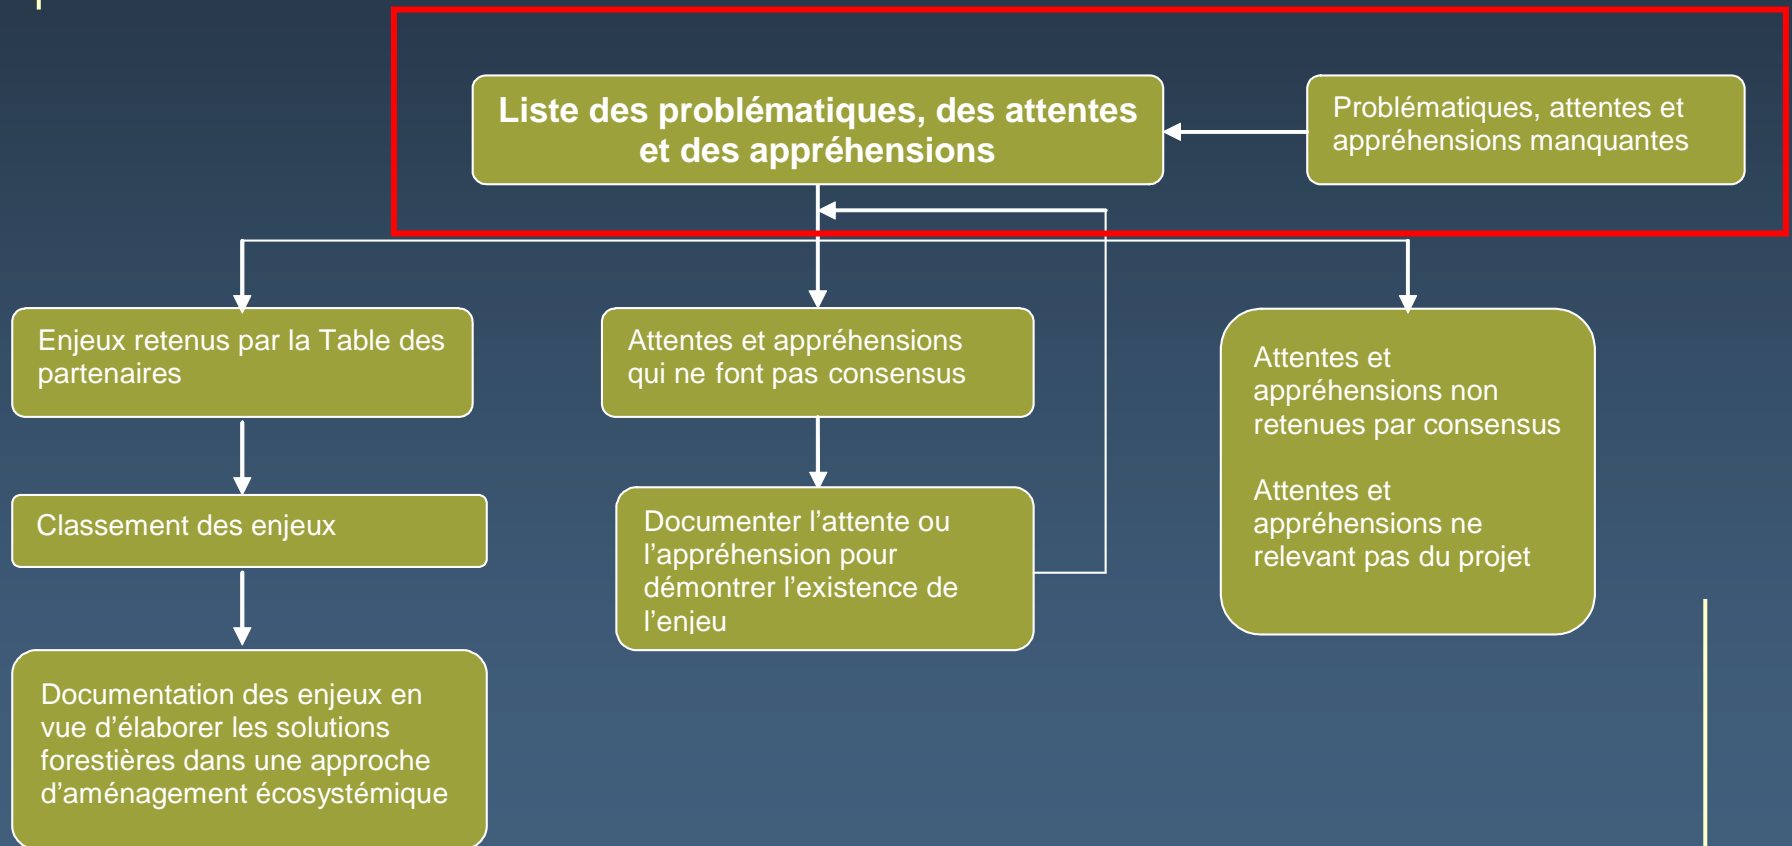 Liste des problématiques, des attentes
et des appréhensions
Problématiques, attentes et
appréhensions manquantes
Enjeux retenus par la Table des
partenaires
Attentes et appréhensions
qui ne font pas consensus
Attentes et
appréhensions non
retenues par consensus
Attentes et
appréhensions ne
relevant pas du projet
Classement des enjeux
Documenter l’attente ou
l’appréhension pour
démontrer l’existence de
l’enjeu
Documentation des enjeux en
vue d’élaborer les solutions
forestières dans une approche
d’aménagement écosystémique